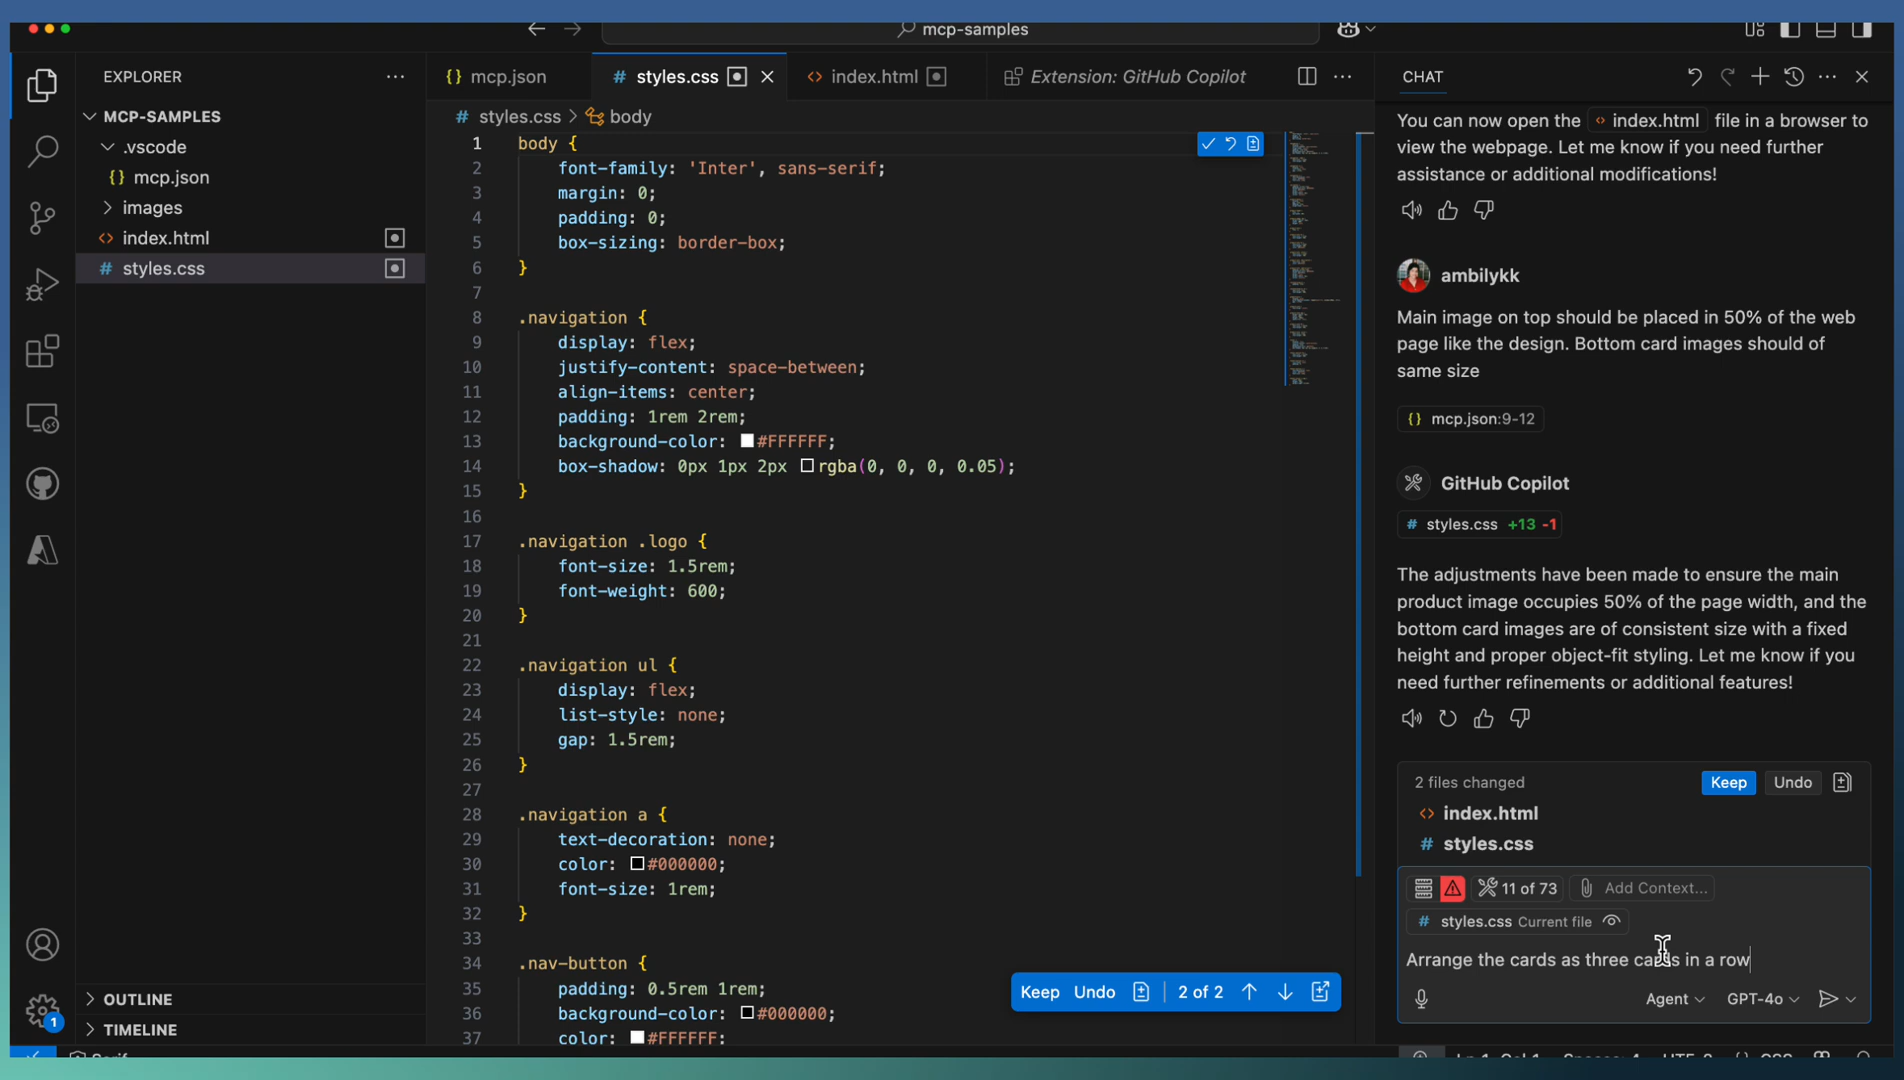 mcp-samples
EXPLORER
MCP-SAMPLES
.vscode
{} mcp.json
images
<> index.html
# styles.css
OUTLINE
TIMELINE
1
{} mcp.json
# styles.css
<> index.html
Extension: GitHub Copilot
# styles.css > body
1 body {
2 font-family: 'Inter', sans-serif;
3 margin: 0;
4 padding: 0;
5 box-sizing: border-box;
6 }
7
8 .navigation {
9 display: flex;
10 justify-content: space-between;
11 align-items: center;
12 padding: 1rem 2rem;
13 background-color: #FFFFFF;
14 box-shadow: 0px 1px 2px rgba(0, 0, 0, 0.05);
15 }
16
17 .navigation .logo {
18 font-size: 1.5rem;
19 font-weight: 600;
20 }
21
22 .navigation ul {
23 display: flex;
24 list-style: none;
25 gap: 1.5rem;
26 }
27
28 .navigation a {
29 text-decoration: none;
30 color: #000000;
31 font-size: 1rem;
32 }
33
34 .nav-button {
35 padding: 0.5rem 1rem;
36 background-color: #000000;
37 color: #FFFFFF;
Keep Undo 2 of 2
CHAT
You can now open the <> index.html file in a browser to
view the webpage. Let me know if you need further
assistance or additional modifications!
ambilykk
Main image on top should be placed in 50% of the web
page like the design. Bottom card images should of
same size
{} mcp.json:9-12
GitHub Copilot
# styles.css +13 -1
The adjustments have been made to ensure the main
product image occupies 50% of the page width, and the
bottom card images are of consistent size with a fixed
height and proper object-fit styling. Let me know if you
need further refinements or additional features!
2 files changed Keep Undo
<> index.html
# styles.css
11 of 73 Add Context...
# styles.css Current file
Arrange the cards as three cards in a row
Agent GPT-4o